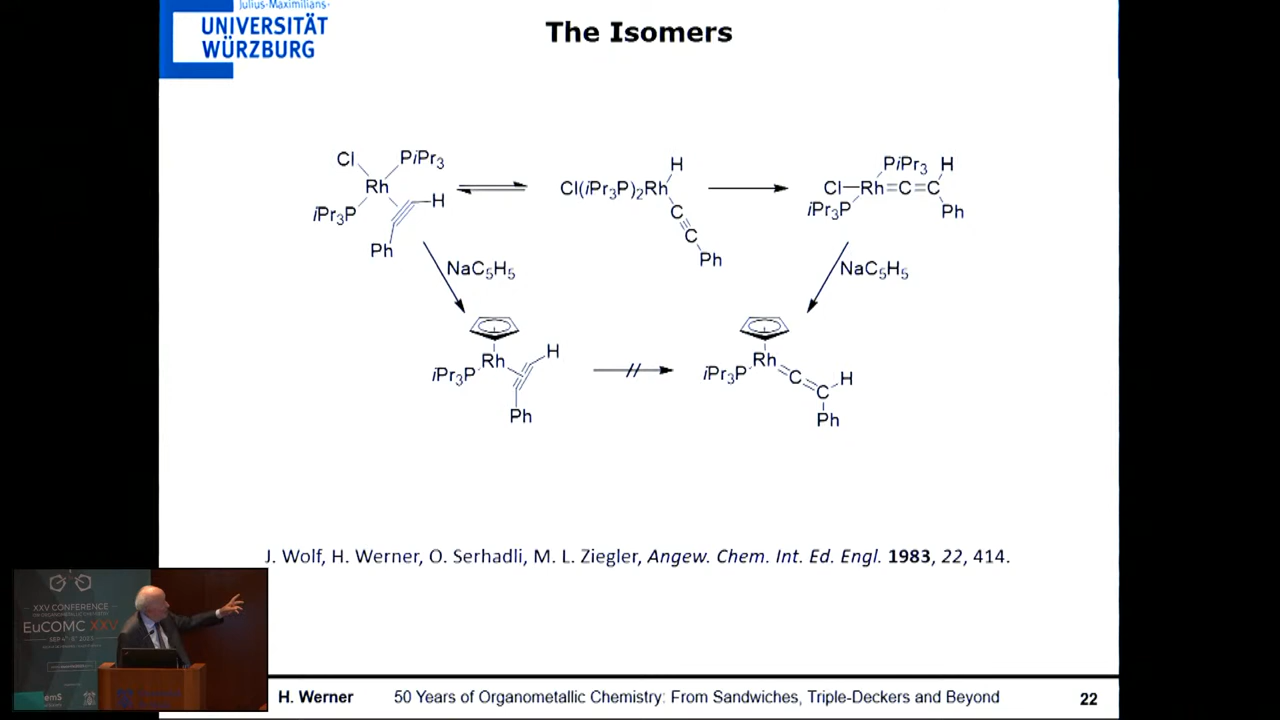 Julius-Maximilians-
UNIVERSITÄT
WÜRZBURG
The Isomers
Cl PiPr3
Rh
iPr3P
H
Ph
Cl(iPr3P)2Rh
H
C
C
Ph
PiPr3 H
Cl—Rh=C=C
iPr3P
Ph
NaC5H5
NaC5H5
Rh
iPr3P
H
Ph
Rh
iPr3P
C
C
H
Ph
J. Wolf, H. Werner, O. Serhadli, M. L. Ziegler, Angew. Chem. Int. Ed. Engl. 1983, 22, 414.
XXV CONFERENCE
EuCOMC XXV
H. Werner 50 Years of Organometallic Chemistry: From Sandwiches, Triple-Deckers and Beyond 22